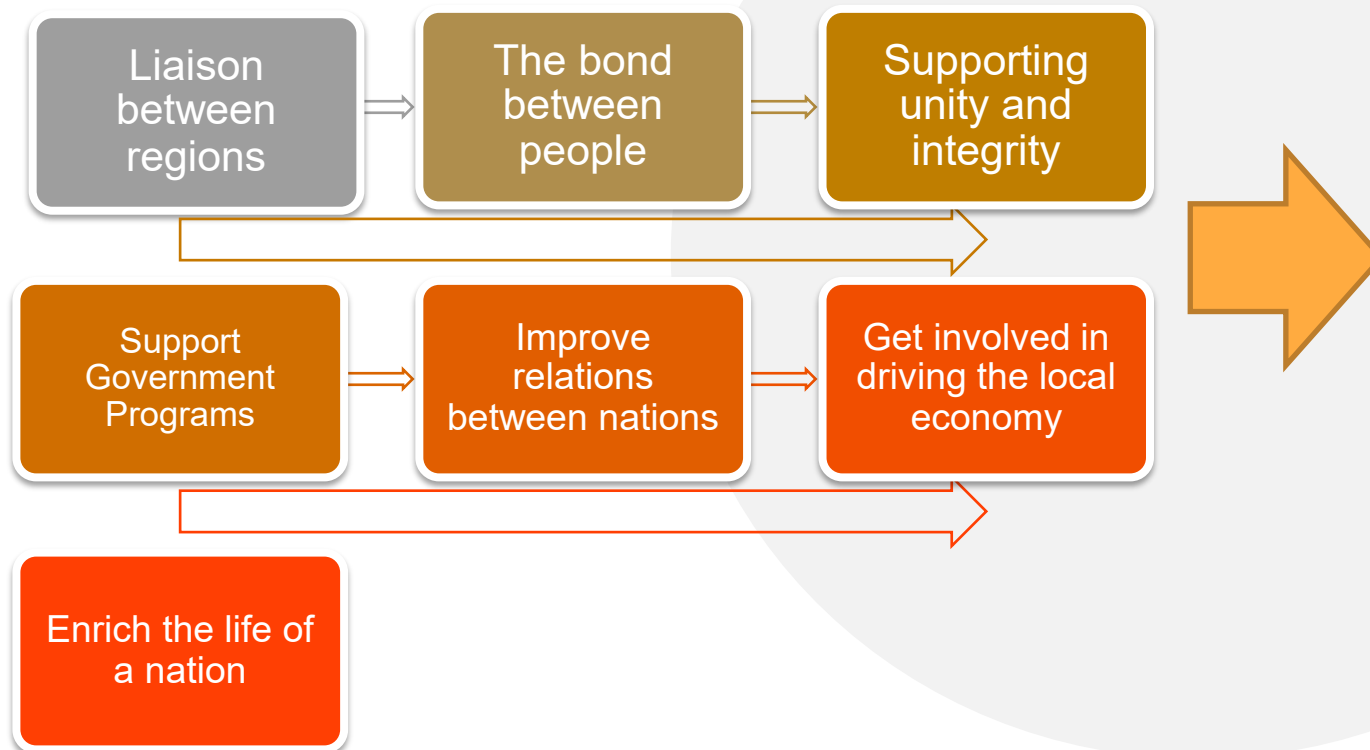 Liaison
between
regions
The bond
between
people
Supporting
unity and
integrity
Support
Government
Programs
Improve
relations
between nations
Get involved in
driving the local
economy
Enrich the life of
a nation